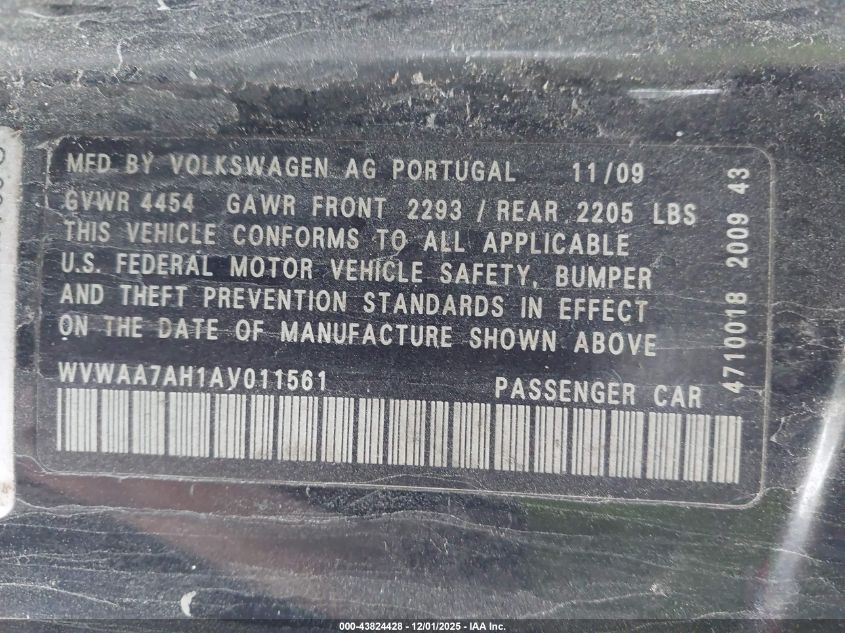 MFD BY VOLKSWAGEN AG PORTUGAL 11/09
GVWR 4454 GAWR FRONT 2293 / REAR 2205 LBS
THIS VEHICLE CONFORMS TO ALL APPLICABLE
U.S. FEDERAL MOTOR VEHICLE SAFETY, BUMPER
AND THEFT PREVENTION STANDARDS IN EFFECT
ON THE DATE OF MANUFACTURE SHOWN ABOVE
WVWAA7AH1AV011561 PASSENGER CAR
4710018 2009 43
000-43824428 - 12/01/2025 - IAA Inc.